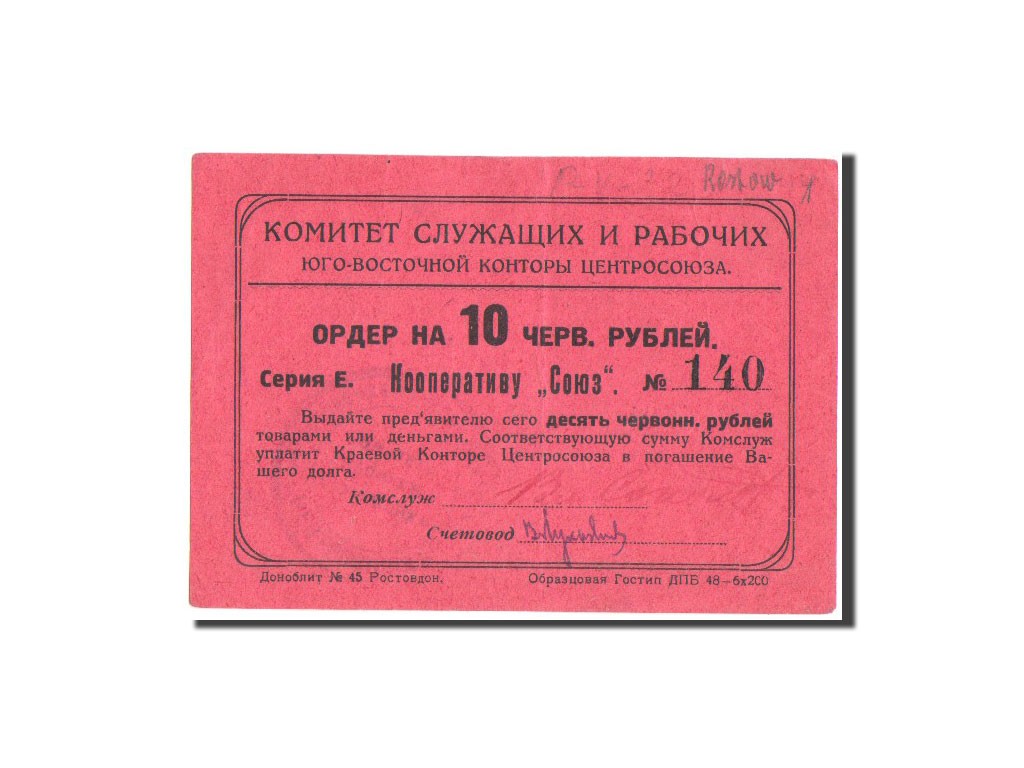 Rostow
КОМИТЕТ СЛУЖАЩИХ И РАБОЧИХ
ЮГО-ВОСТОЧНОЙ КОНТОРЫ ЦЕНТРОСОЮЗА.
ОРДЕР НА 10 ЧЕРВ. РУБЛЕЙ.
Серия Е. Кооперативу „Союз“. № 140
Выдайте пред'явителю сего десять червонн. рублей
товарами или деньгами. Соответствующую сумму Комслуж
уплатит Краевой Конторе Центросоюза в погашение Ва-
шего долга.
Комслуж
Счетовод
Доноблит № 45 Ростовдон. Образцовая Гостип ДПБ 48—6х200